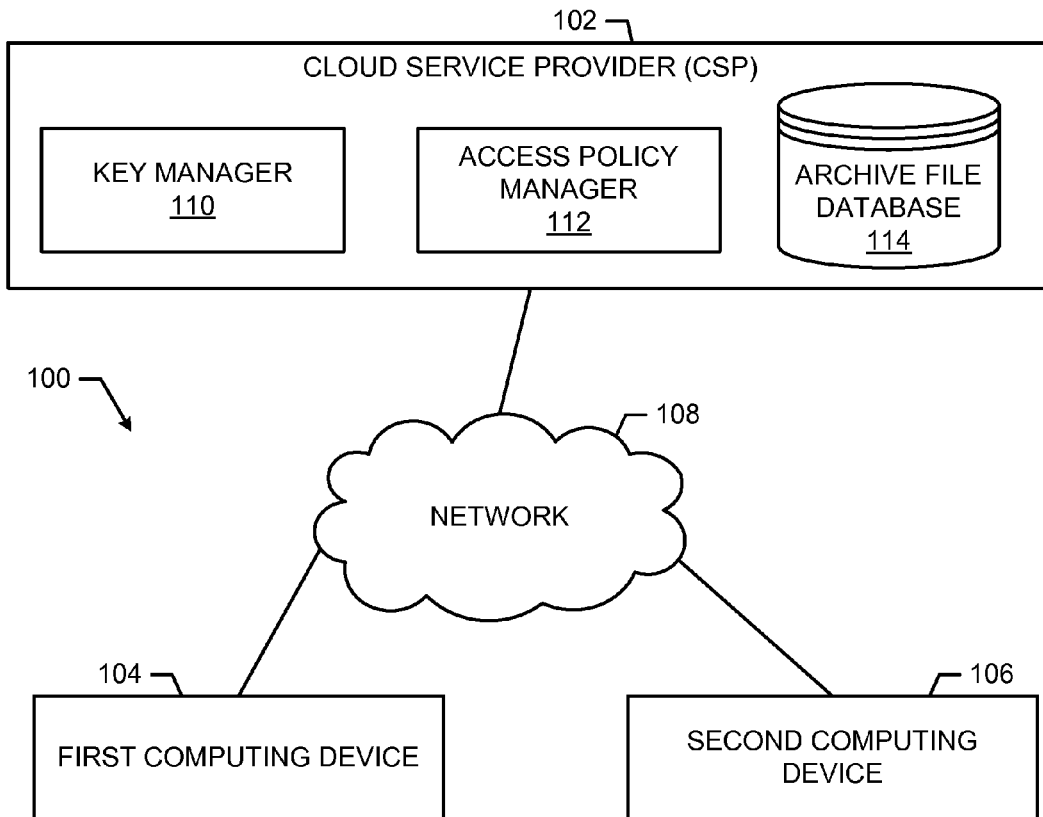 102
CLOUD SERVICE PROVIDER (CSP)
KEY MANAGER
110
ACCESS POLICY
MANAGER
112
ARCHIVE FILE
DATABASE
114
100
108
NETWORK
104
FIRST COMPUTING DEVICE
106
SECOND COMPUTING
DEVICE